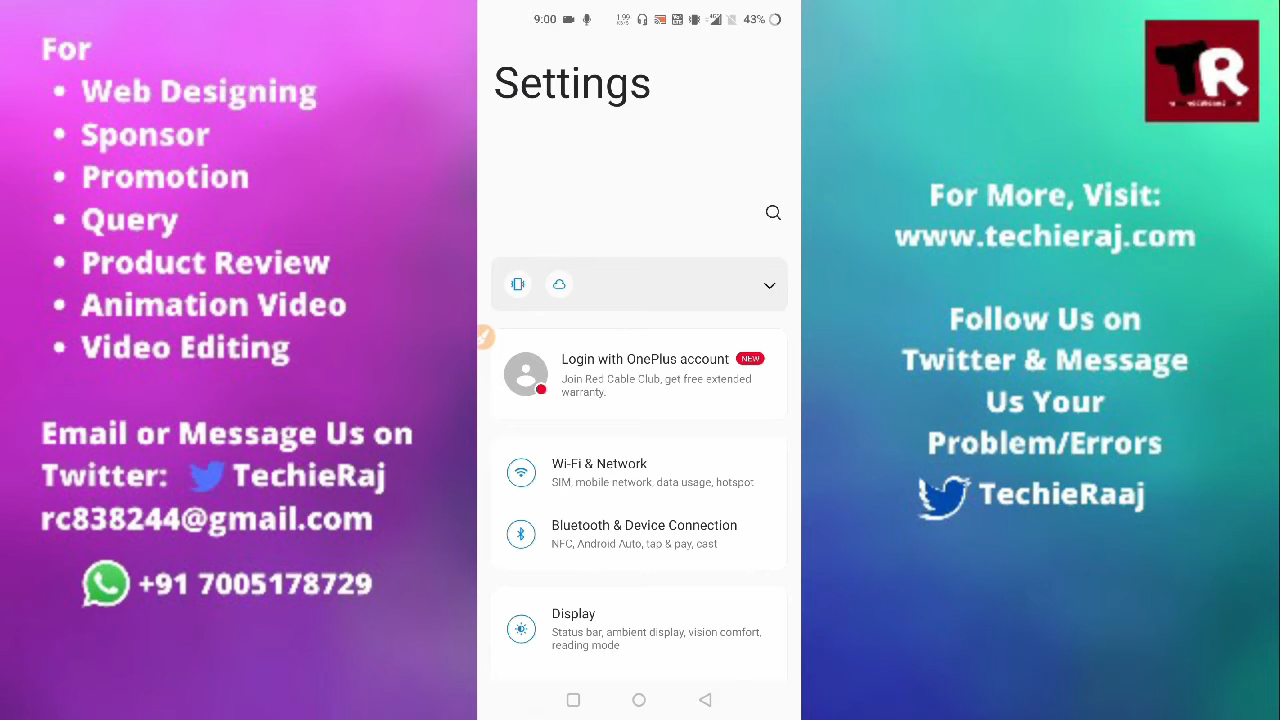 For
• Web Designing
• Sponsor
• Promotion
• Query
• Product Review
• Animation Video
• Video Editing
Email or Message Us on
Twitter: TechieRaj
rc838244@gmail.com
+91 7005178729
9:00
43%
Settings
Login with OnePlus account NEW
Join Red Cable Club, get free extended
warranty.
Wi-Fi & Network
SIM, mobile network, data usage, hotspot
Bluetooth & Device Connection
NFC, Android Auto, tap & pay, cast
Display
Status bar, ambient display, vision comfort,
reading mode
TR
For More, Visit:
www.techieraj.com
Follow Us on
Twitter & Message
Us Your
Problem/Errors
TechieRaaj